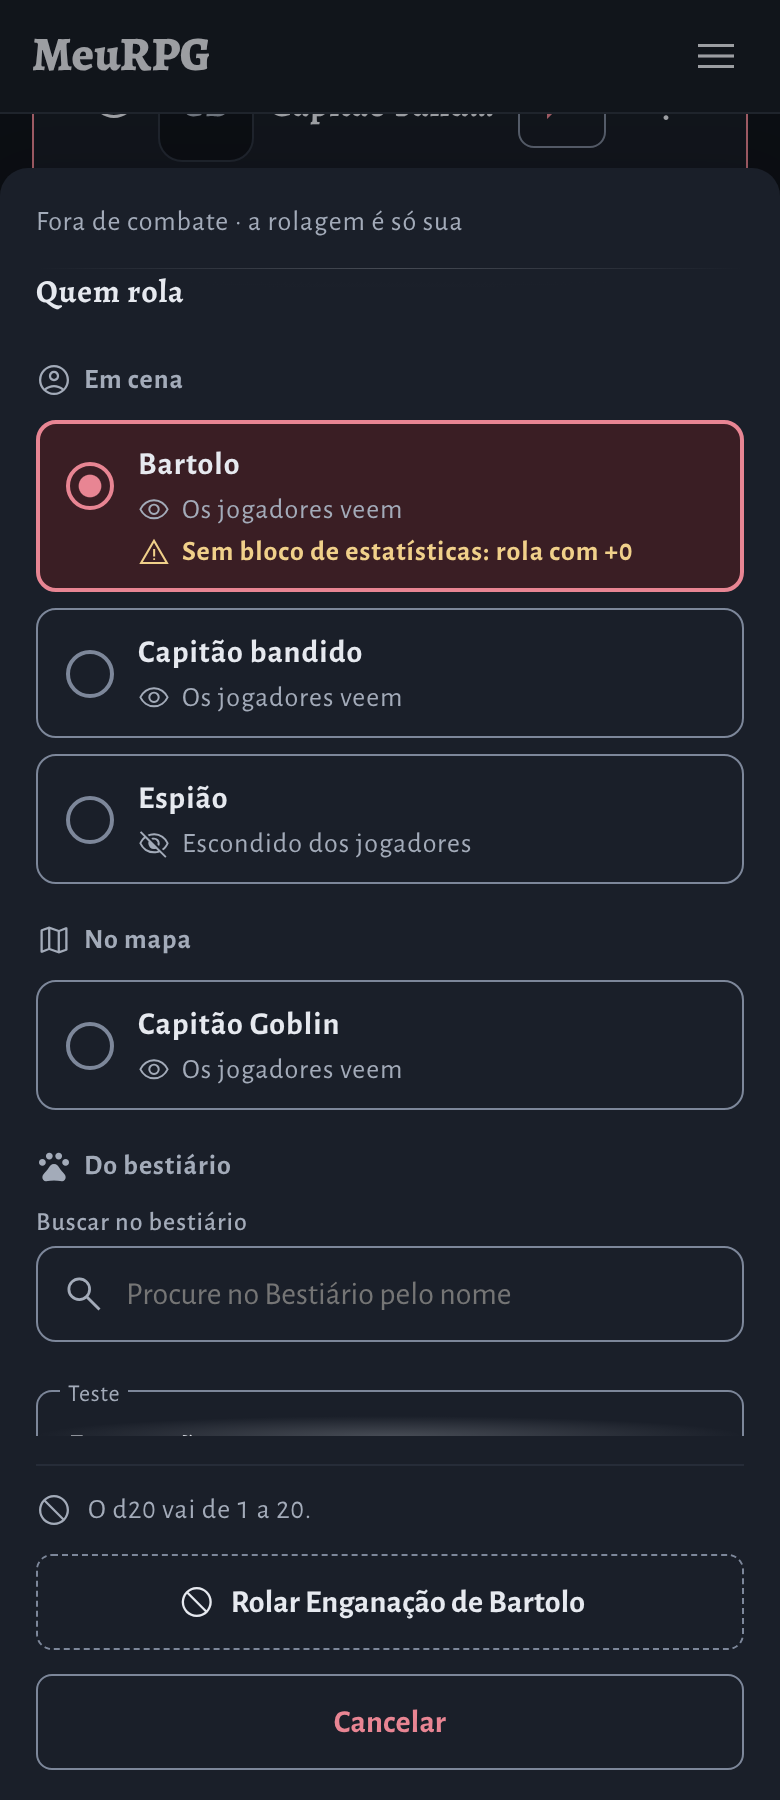 MeuRPG
Fora de combate · a rolagem é só sua
Quem rola
Em cena
Bartolo
Os jogadores veem
Sem bloco de estatísticas: rola com +0
Capitão bandido
Os jogadores veem
Espião
Escondido dos jogadores
No mapa
Capitão Goblin
Os jogadores veem
Do bestiário
Buscar no bestiário
Procure no Bestiário pelo nome
Teste
O d20 vai de 1 a 20.
Rolar Enganação de Bartolo
Cancelar